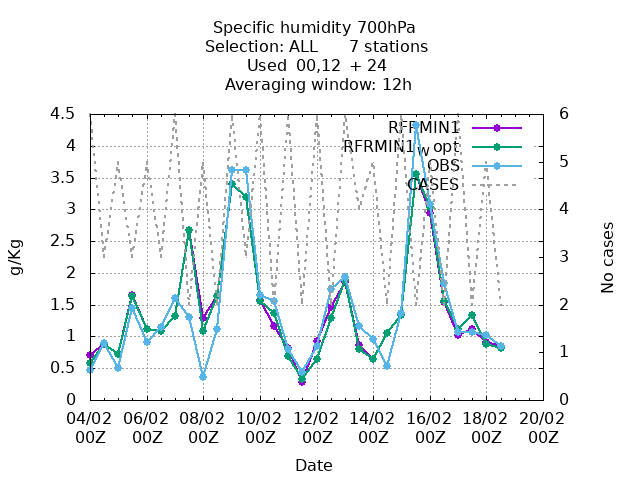 Specific humidity 700hPa
Selection: ALL 7 stations
Used 00,12 + 24
Averaging window: 12h
RFRMIN1
RFRMIN1_w_opt
OBS
CASES
g/Kg
No cases
4.5
4
3.5
3
2.5
2
1.5
1
0.5
0
6
5
4
3
2
1
0
04/02 06/02 08/02 10/02 12/02 14/02 16/02 18/02 20/02
00Z 00Z 00Z 00Z 00Z 00Z 00Z 00Z 00Z
Date